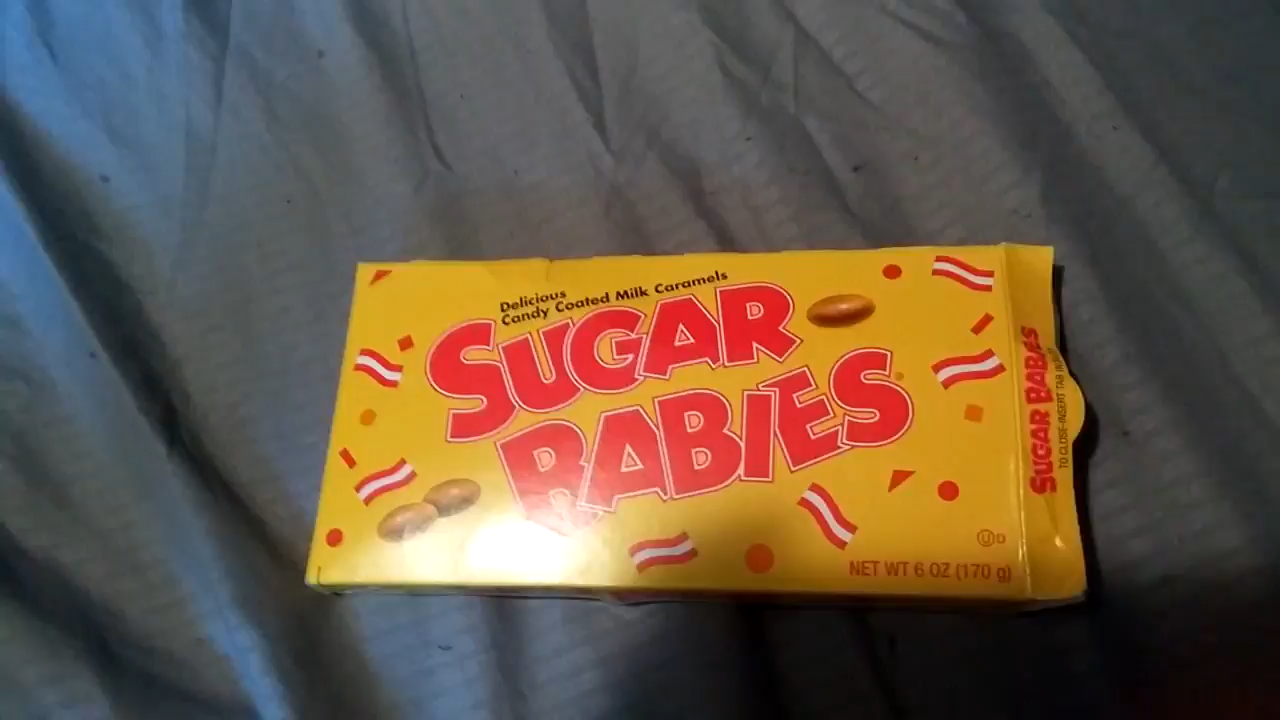 Delicious
Candy Coated Milk Caramels
SUGAR
BABIES
®
SUGAR BABIES
TO CLOSE-INSERT TAB
U D
NET WT 6 OZ (170 g)